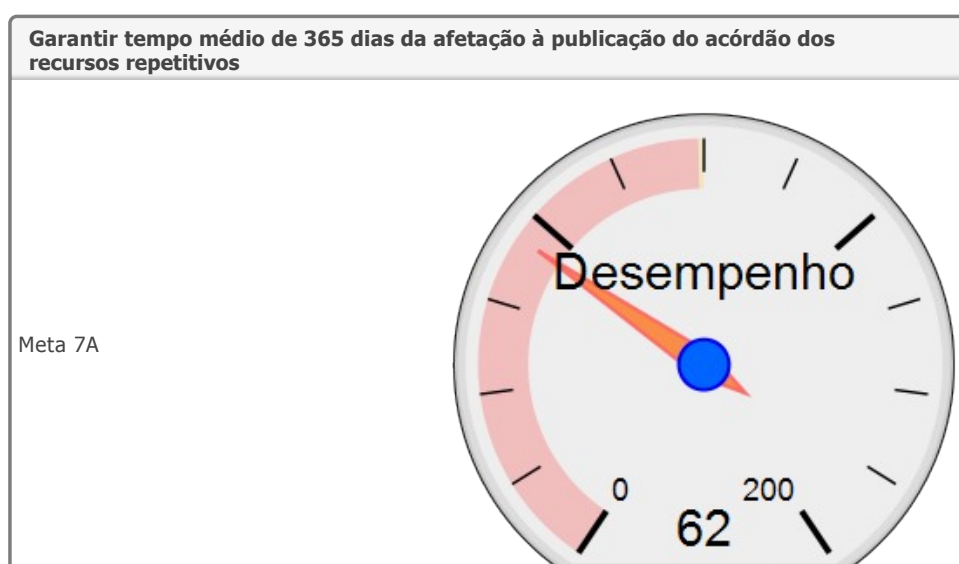 Garantir tempo médio de 365 dias da afetação à publicação do acórdão dos
recursos repetitivos
Meta 7A
Desempenho
0
200
62